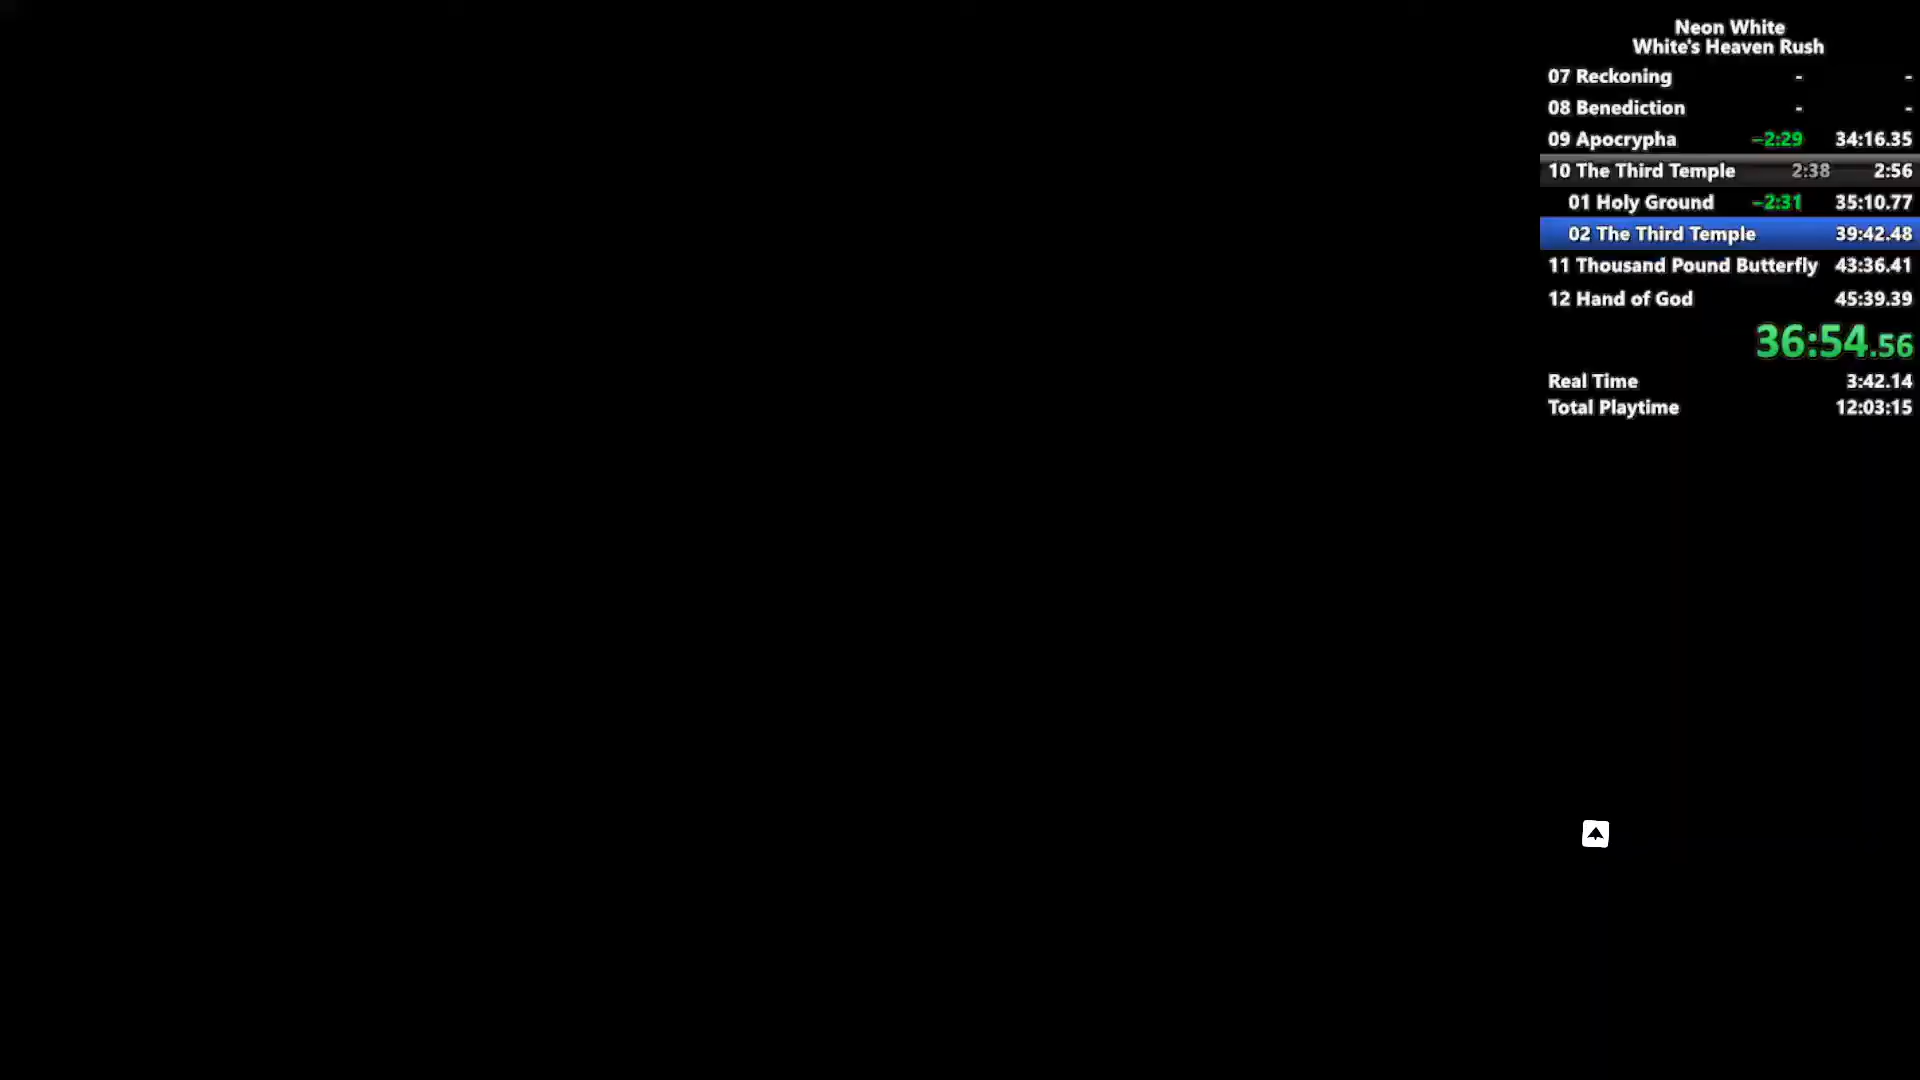 Neon White
White's Heaven Rush
07 Reckoning - -
08 Benediction - -
09 Apocrypha −2:29 34:16.35
10 The Third Temple 2:38 2:56
01 Holy Ground −2:31 35:10.77
02 The Third Temple 39:42.48
11 Thousand Pound Butterfly 43:36.41
12 Hand of God 45:39.39
36:54.56
Real Time 3:42.14
Total Playtime 12:03:15